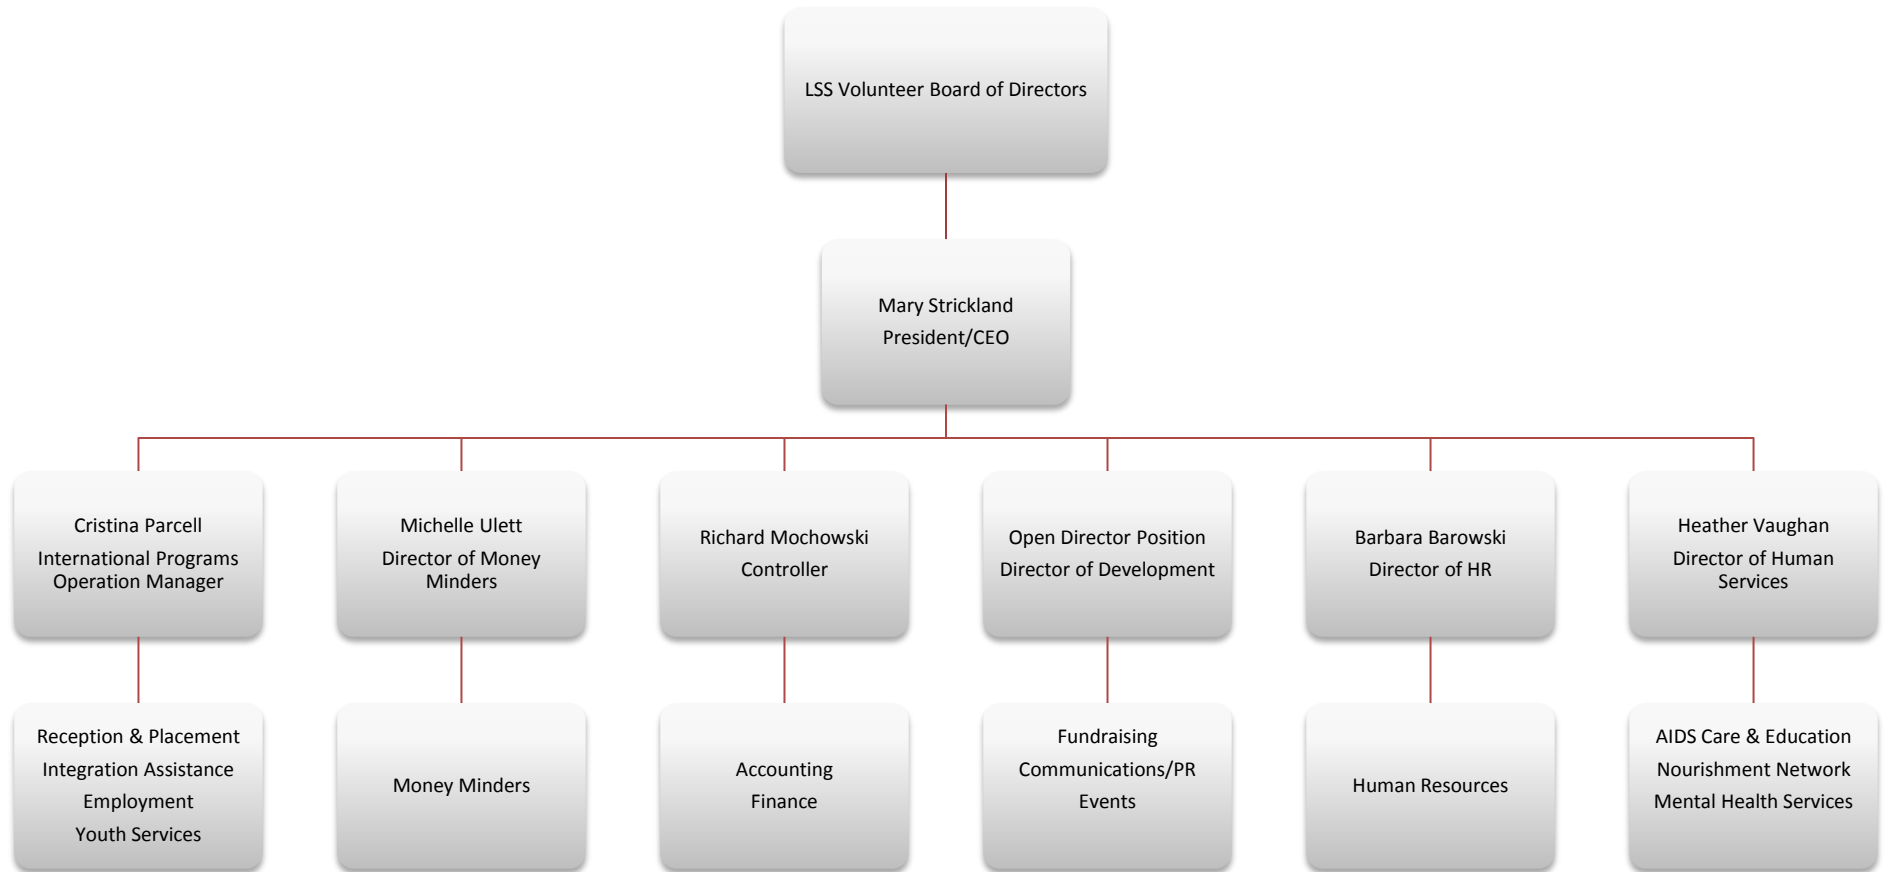 LSS Volunteer Board of Directors
Mary Strickland
President/CEO
Cristina Parcell
International Programs
Operation Manager
Michelle Ulett
Director of Money
Minders
Richard Mochowski
Controller
Open Director Position
Director of Development
Barbara Barowski
Director of HR
Heather Vaughan
Director of Human
Services
Reception & Placement
Integration Assistance
Employment
Youth Services
Money Minders
Accounting
Finance
Fundraising
Communications/PR
Events
Human Resources
AIDS Care & Education
Nourishment Network
Mental Health Services